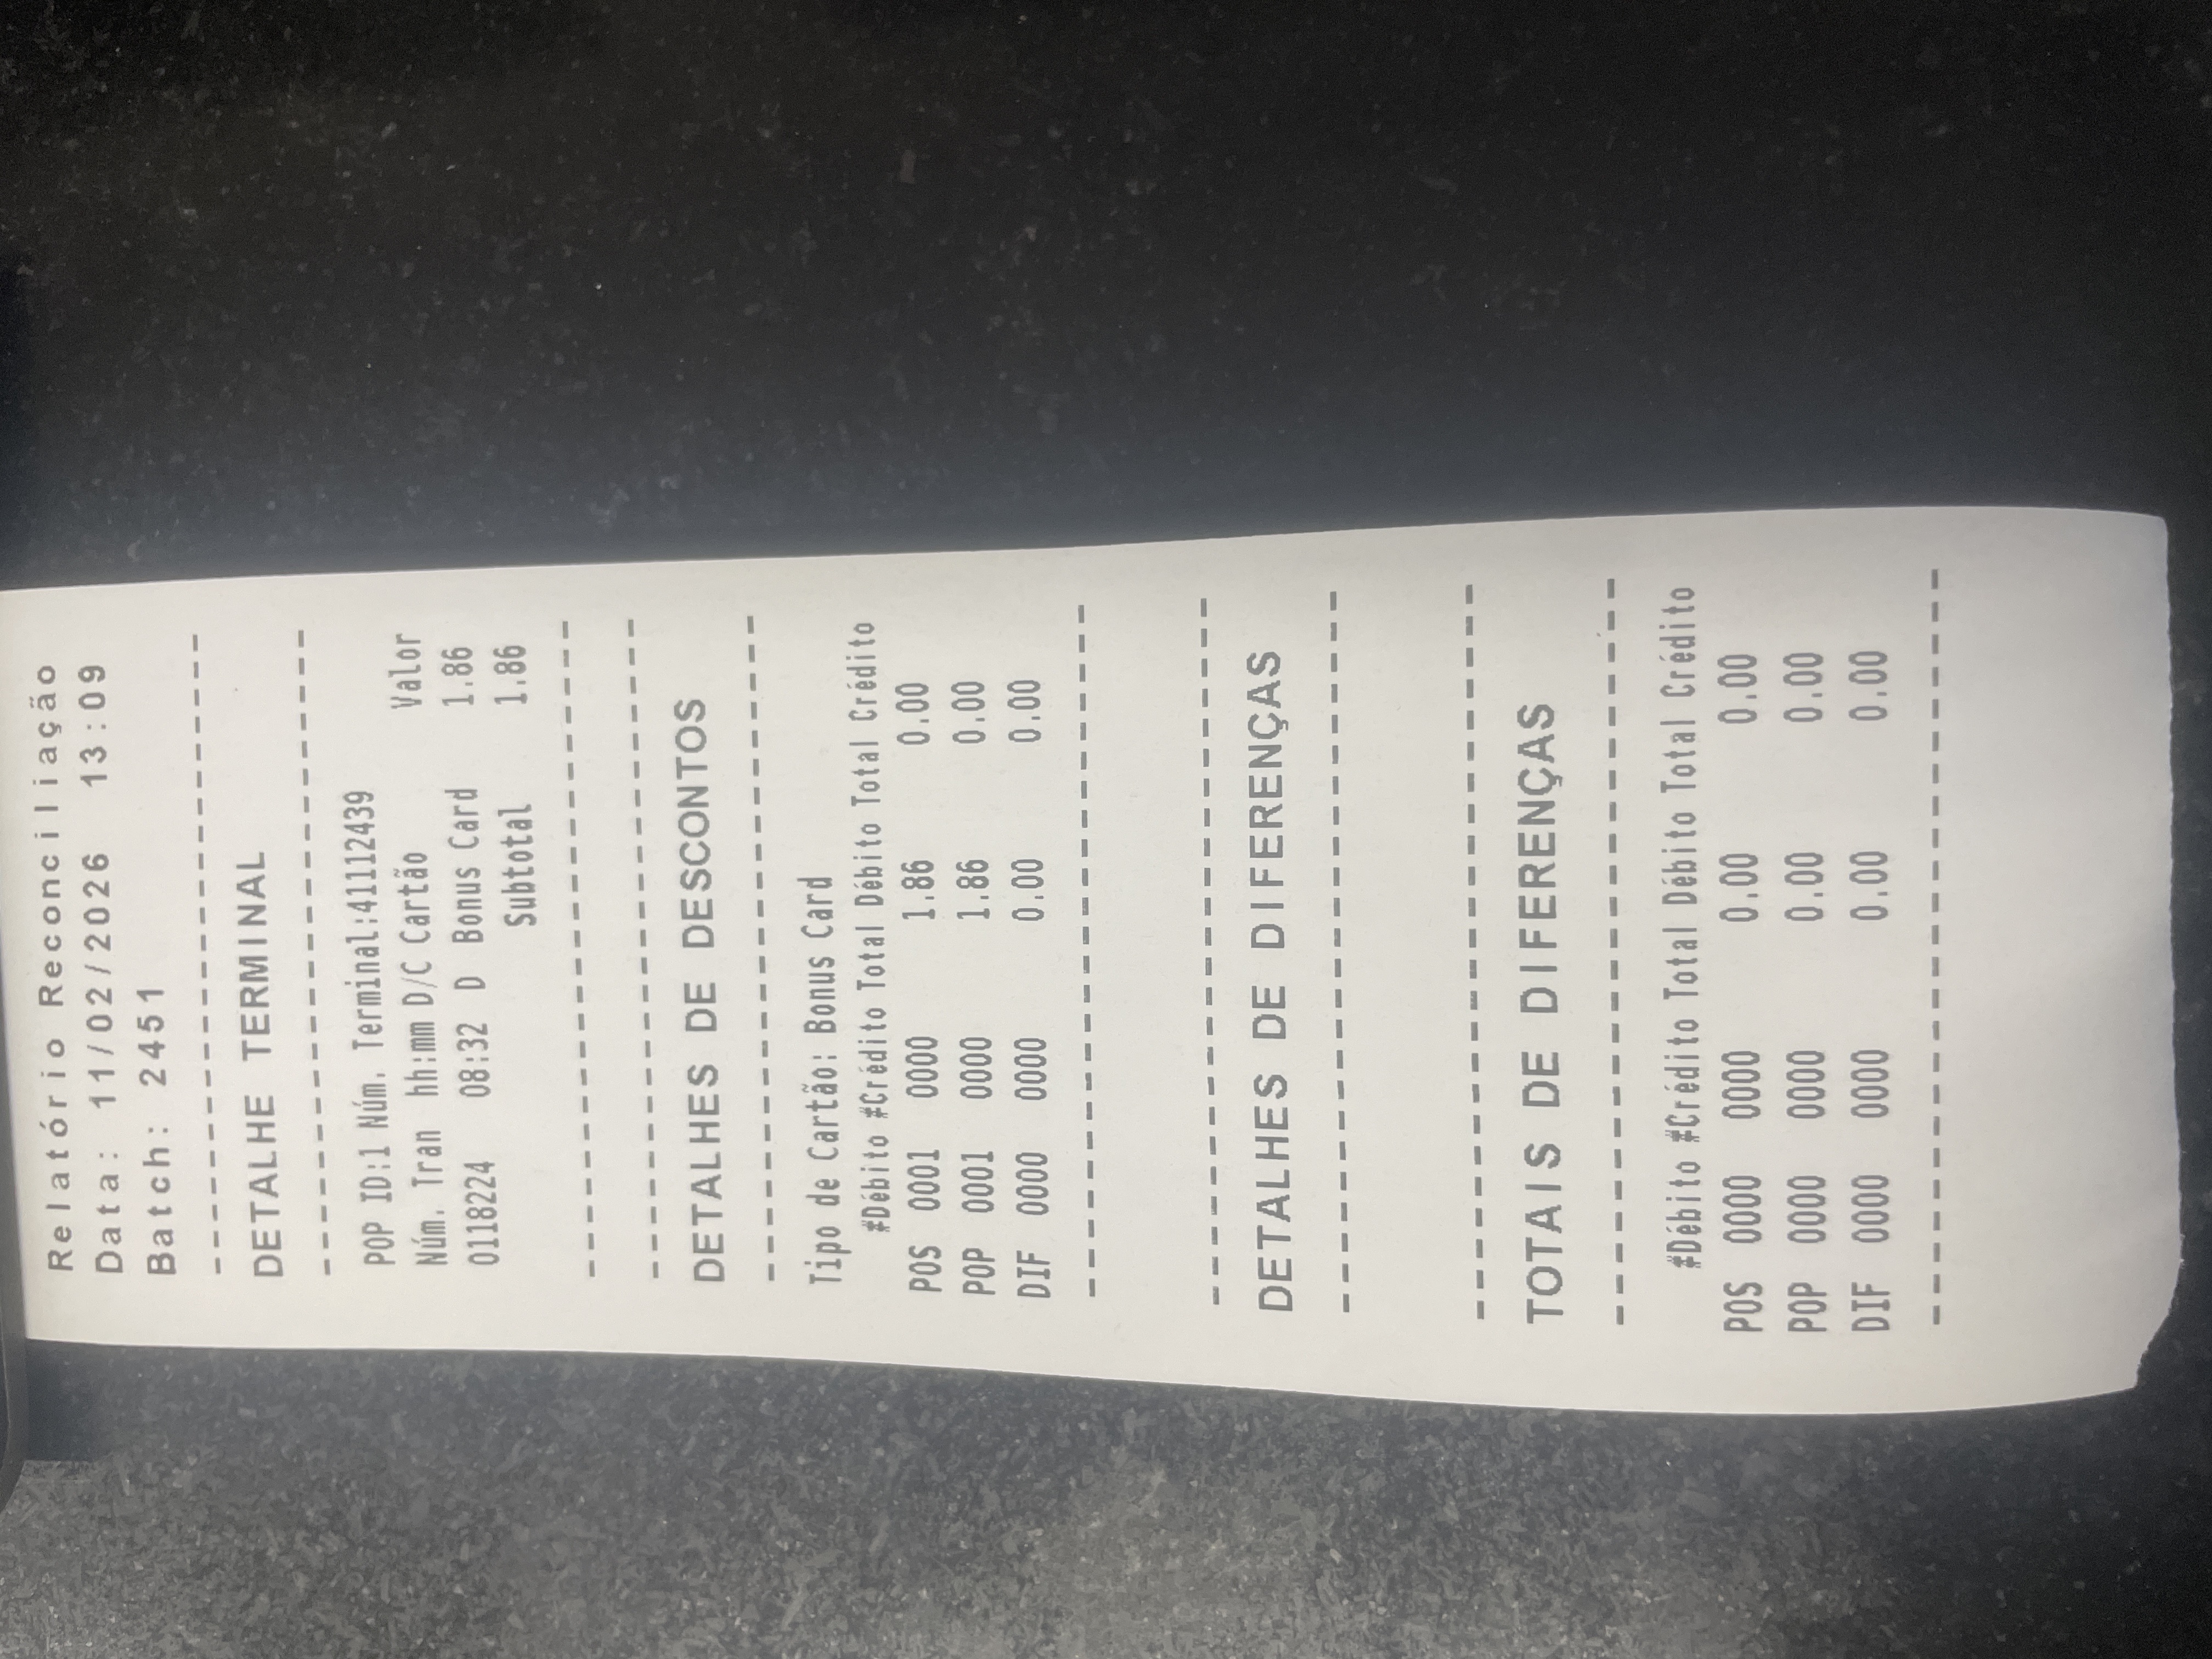 Relatório Reconciliação
Data: 11/02/2026 13:09
Batch: 2451
--------------------------------
DETALHE TERMINAL
--------------------------------
POP ID:1 Núm. Terminal:411112439
Núm. Tran hh:mm D/C Cartão Valor
0118224 08:32 D Bonus Card 1.86
Subtotal 1.86
--------------------------------
--------------------------------
DETALHES DE DESCONTOS
--------------------------------
Tipo de Cartão: Bonus Card
#Débito #Crédito Total Débito Total Crédito
POS 0001 0000 1.86 0.00
POP 0001 0000 1.86 0.00
DIF 0000 0000 0.00 0.00
--------------------------------
--------------------------------
DETALHES DE DIFERENÇAS
--------------------------------
--------------------------------
TOTAIS DE DIFERENÇAS
--------------------------------
#Débito #Crédito Total Débito Total Crédito
POS 0000 0000 0.00 0.00
POP 0000 0000 0.00 0.00
DIF 0000 0000 0.00 0.00
--------------------------------